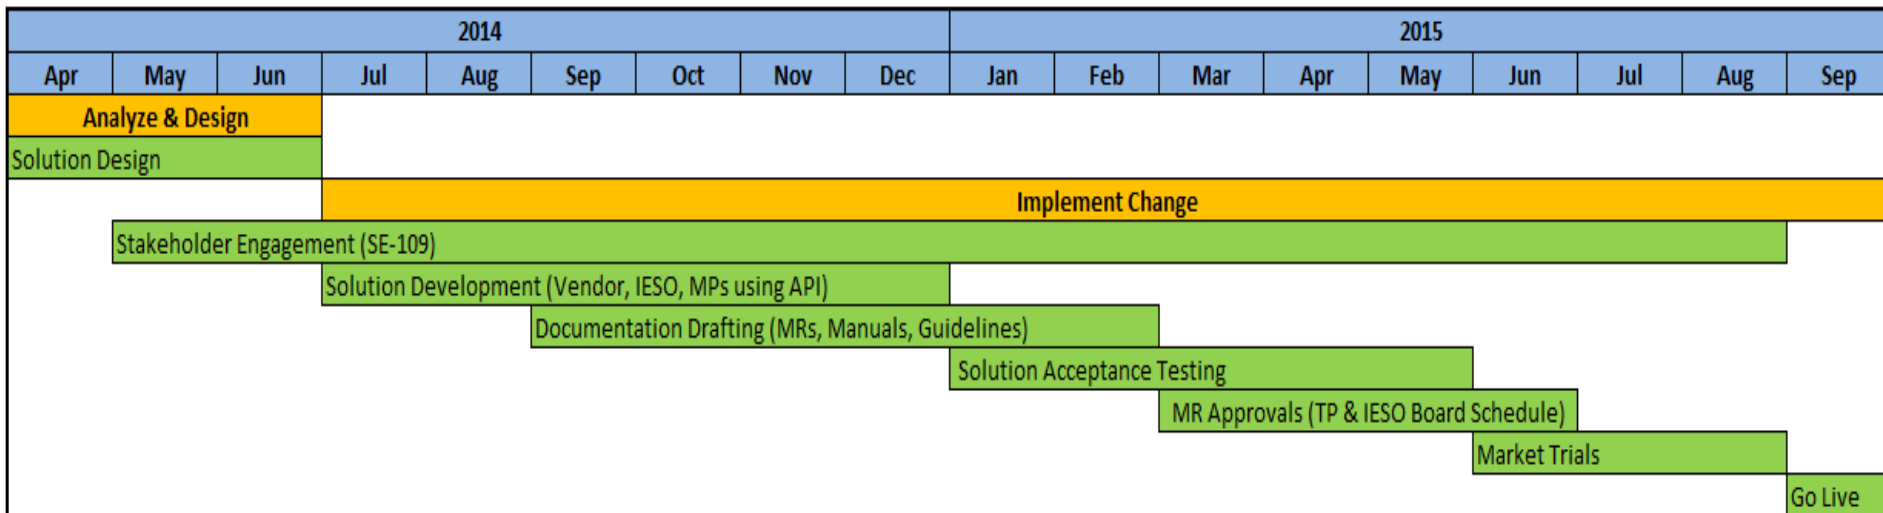 2014 2015
Apr May Jun Jul Aug Sep Oct Nov Dec Jan Feb Mar Apr May Jun Jul Aug Sep
Analyze & Design
Solution Design
Implement Change
Stakeholder Engagement (SE-109)
Solution Development (Vendor, IESO, MPs using API)
Documentation Drafting (MRs, Manuals, Guidelines)
Solution Acceptance Testing
MR Approvals (TP & IESO Board Schedule)
Market Trials
Go Live